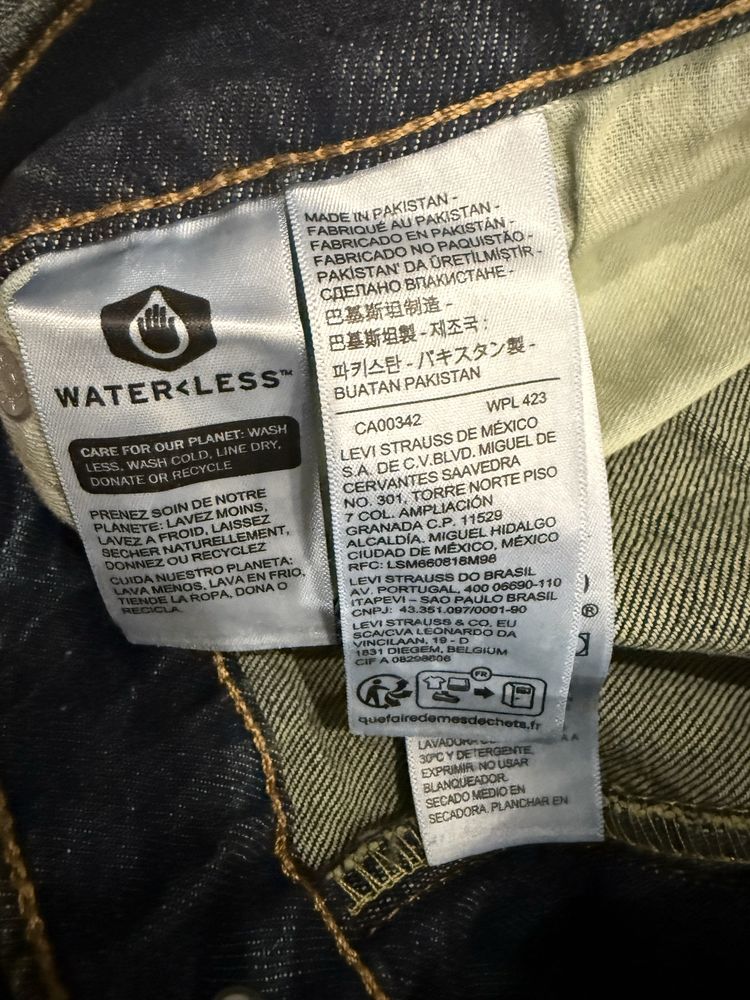 WATER<LESS™
CARE FOR OUR PLANET: WASH
LESS, WASH COLD, LINE DRY,
DONATE OR RECYCLE
PRENEZ SOIN DE NOTRE
PLANETE: LAVEZ MOINS,
LAVEZ A FROID, LAISSEZ
SECHER NATURELLEMENT,
DONNEZ OU RECYCLEZ
CUIDA NUESTRO PLANETA:
LAVA MENOS, LAVA EN FRIO,
TIENDE LA ROPA, DONA O
RECICLA.
MADE IN PAKISTAN -
FABRIQUÉ AU PAKISTAN -
FABRICADO EN PAKISTÁN -
FABRICADO NO PAQUISTÃO -
PAKİSTAN' DA ÜRETİLMİŞTİR -
СДЕЛАНО ВПАКИСТАНЕ -
巴基斯坦制造 -
巴基斯坦製 - 제조국 :
파키스탄 - パキスタン製 -
BUATAN PAKISTAN
CA00342 WPL 423
LEVI STRAUSS DE MÉXICO
S.A. DE C.V.BLVD. MIGUEL DE
CERVANTES SAAVEDRA
NO. 301, TORRE NORTE PISO
7 COL. AMPLIACIÓN
GRANADA C.P. 11529
ALCALDÍA. MIGUEL HIDALGO
CIUDAD DE MÉXICO, MÉXICO
RFC: LSM660818M98
LEVI STRAUSS DO BRASIL
AV. PORTUGAL, 400 06690-110
ITAPEVI – SAO PAULO BRASIL
CNPJ: 43.351.097/0001-90
LEVI STRAUSS & CO. EU
SCA/CVA LEONARDO DA
VINCILAAN, 19 - D
1831 DIEGEM, BELGIUM
CIF A 08298606
FR
quefairedemesdechets.fr
®
LAVADURA
30ºC Y DETERGENTE.
EXPRIMIR. NO USAR
BLANQUEADOR.
SECADO MEDIO EN
SECADORA. PLANCHAR EN